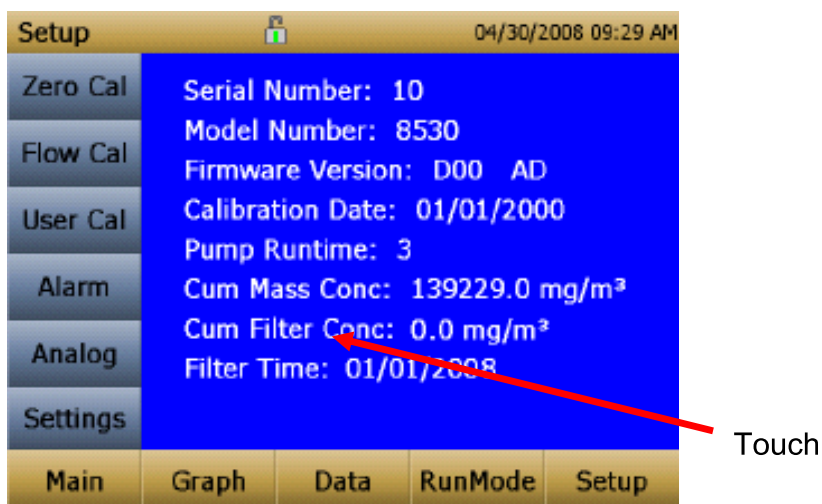 Setup 04/30/2008 09:29 AM
Zero Cal
Flow Cal
User Cal
Alarm
Analog
Settings
Serial Number: 10
Model Number: 8530
Firmware Version: D00 AD
Calibration Date: 01/01/2000
Pump Runtime: 3
Cum Mass Conc: 139229.0 mg/m³
Cum Filter Conc: 0.0 mg/m³
Filter Time: 01/01/2008
Touch
Main Graph Data RunMode Setup